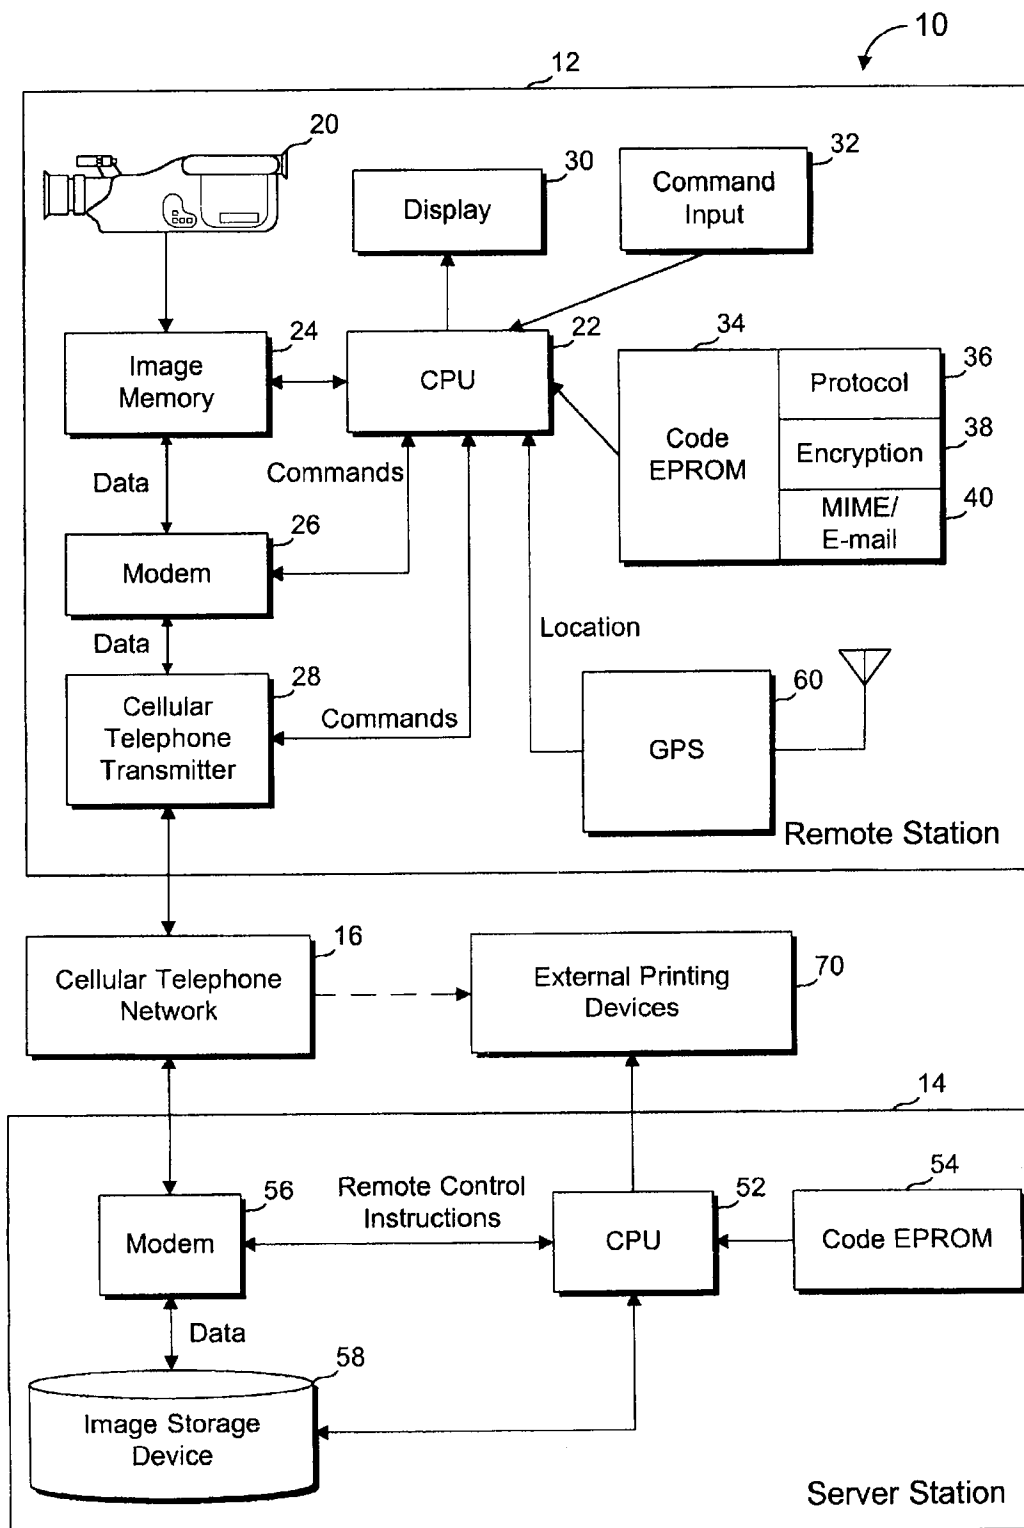 10
12
20
30
32
Display
Command
Input
24
22
34
36
Image
Memory
CPU
Code
EPROM
Protocol
38
Encryption
40
MIME/
E-mail
Data
Commands
26
Modem
Data
Location
28
60
Cellular
Telephone
Transmitter
Commands
GPS
Remote Station
16
70
Cellular Telephone
Network
External Printing
Devices
14
56
Remote Control
Instructions
52
54
Modem
CPU
Code EPROM
Data
58
Image Storage
Device
Server Station